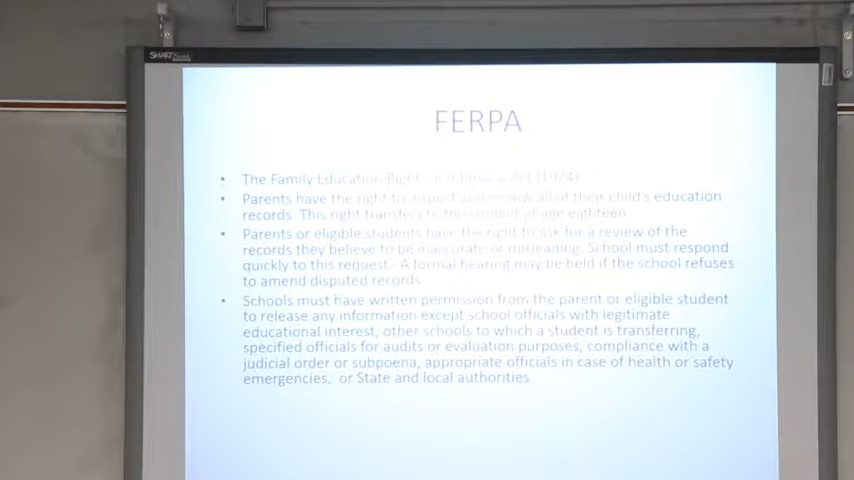 SMART
FERPA
• The Family Education Rights and Privacy Act (1974)
• Parents have the right to inspect and review all of their child's education
records. This right transfers to the student at age eighteen
• Parents or eligible students have the right to ask for a review of the
records they believe to be inaccurate or misleading. School must respond
quickly to this request. A formal hearing may be held if the school refuses
to amend disputed records
• Schools must have written permission from the parent or eligible student
to release any information except school officials with legitimate
educational interest, other schools to which a student is transferring,
specified officials for audits or evaluation purposes, compliance with a
judicial order or subpoena, appropriate officials in case of health or safety
emergencies, or State and local authorities